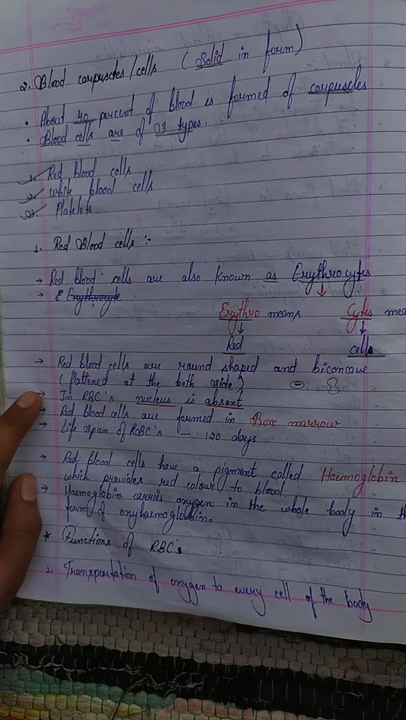 2. Blood corpuscles/cells (Solid in form)
• About 40 percent of blood is formed of corpuscles
• Blood cells are of 03 types.
1. Red blood cells
2. white blood cells
3. Platelets.
1. Red Blood cells :-
→ Red blood cells are also known as Erythrocytes
→ Erythrocyte
Erythro means Cytes mea
Red cells
→ Red blood cells are round shaped and biconcave
(flattened at the both side)
→ In RBC's nucleus is absent
→ Red blood cells are formed in Bone marrow
→ Life span of RBC's — 120 days
→ Red blood cells have a pigment called Haemoglobin
which provides red colour to blood.
→ Haemoglobin carries oxygen in the whole body in th
form of oxyhaemoglobin.
* Functions of RBC's
1. Transportation of oxygen to every cell of the body